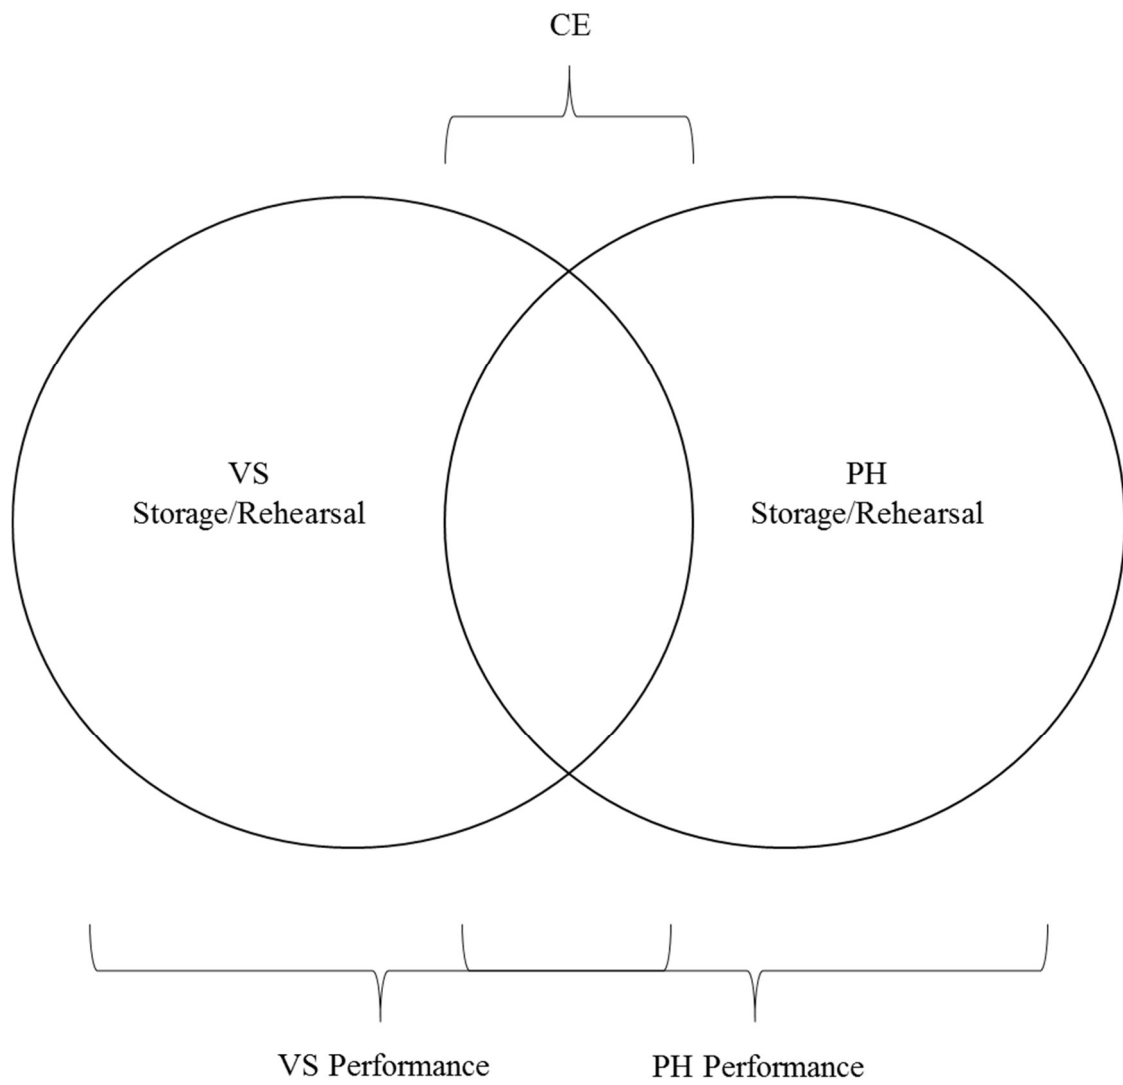 CE
VS
Storage/Rehearsal
PH
Storage/Rehearsal
VS Performance
PH Performance